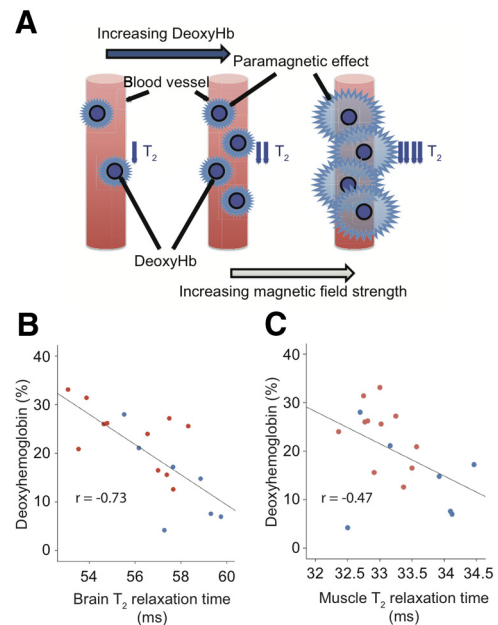 A
Increasing DeoxyHb
Paramagnetic effect
Blood vessel
T2
T2
T2
DeoxyHb
Increasing magnetic field strength
B
40
30
20
10
0
Deoxyhemoglobin (%)
r = -0.73
54
56
58
60
Brain T2 relaxation time
(ms)
C
40
30
20
10
0
Deoxyhemoglobin (%)
r = -0.47
32
32.5
33
33.5
34
34.5
Muscle T2 relaxation time
(ms)